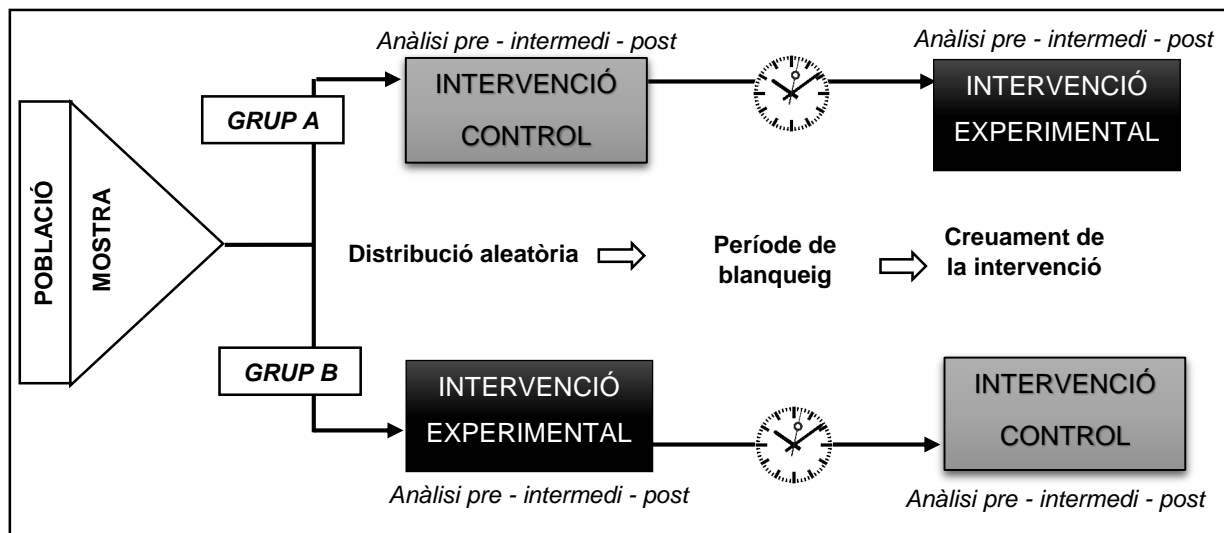 Anàlisi pre - intermedi - post
Anàlisi pre - intermedi - post
INTERVENCIÓ
CONTROL
INTERVENCIÓ
EXPERIMENTAL
GRUP A
POBLACIÓ
MOSTRA
Distribució aleatòria
Període de
blanqueig
Creuament de
la intervenció
GRUP B
INTERVENCIÓ
EXPERIMENTAL
INTERVENCIÓ
CONTROL
Anàlisi pre - intermedi - post
Anàlisi pre - intermedi - post